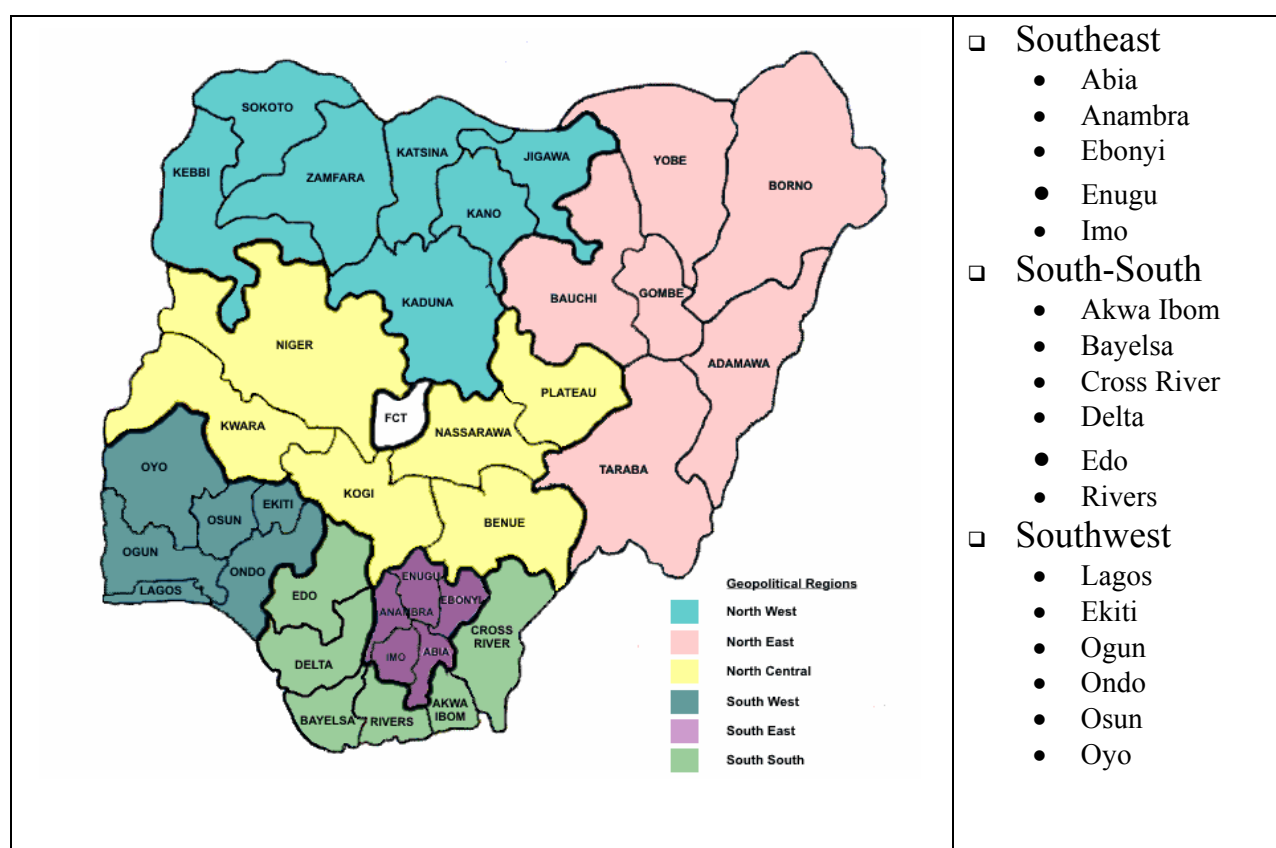 SOKOTO
KATSINA
JIGAWA
YOBE
KEBBI
ZAMFARA
BORNO
KANO
KADUNA
BAUCHI
GOMBE
NIGER
ADAMAWA
PLATEAU
FCT
KWARA
NASSARAWA
OYO
TARABA
KOGI
OSUN
EKITI
BENUE
OGUN
ONDO
LAGOS
ENUGU
EDO
ANAMBRA
EBONYI
CROSS
RIVER
IMO
ABIA
DELTA
AKWA
IBOM
BAYELSA
RIVERS
Geopolitical Regions
North West
North East
North Central
South West
South East
South South
Southeast
• Abia
• Anambra
• Ebonyi
• Enugu
• Imo
South-South
• Akwa Ibom
• Bayelsa
• Cross River
• Delta
• Edo
• Rivers
Southwest
• Lagos
• Ekiti
• Ogun
• Ondo
• Osun
• Oyo